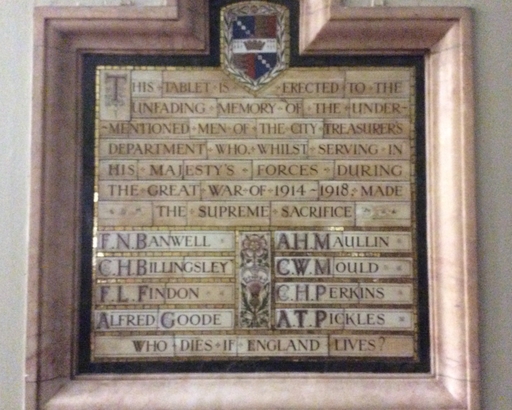 THIS TABLET IS ERECTED TO THE
UNFADING MEMORY OF THE UNDER-
-MENTIONED MEN OF THE CITY TREASURER'S
DEPARTMENT WHO, WHILST SERVING IN
HIS MAJESTY'S FORCES DURING
THE GREAT WAR OF 1914-1918, MADE
THE SUPREME SACRIFICE
F.N. BANWELL A.H. MAULLIN
C.H. BILLINGSLEY C.W. MOULD
F.L. FINDON C.H. PERKINS
ALFRED GOODE A.T. PICKLES
WHO DIES IF ENGLAND LIVES?